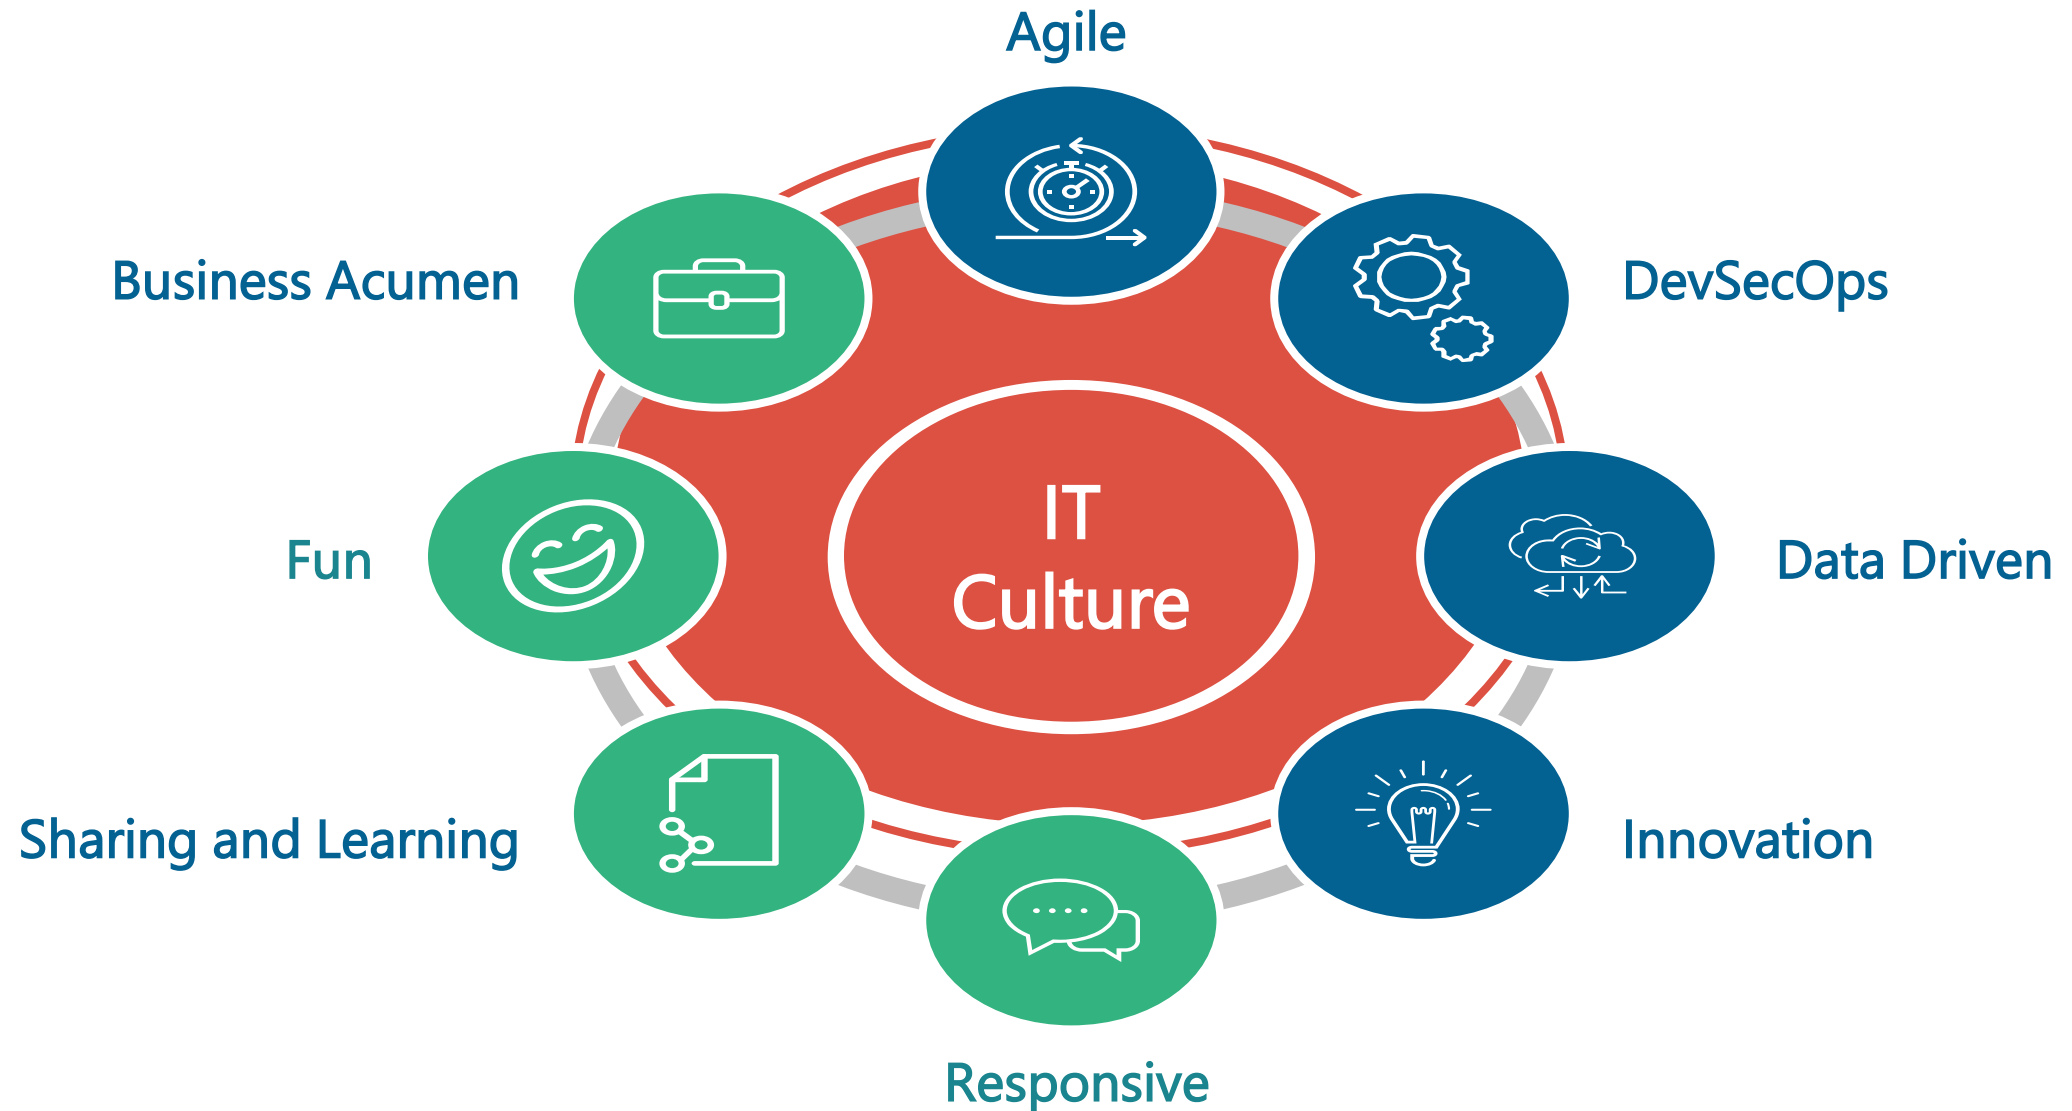 Agile
Business Acumen
DevSecOps
IT
Culture
Fun
Data Driven
Sharing and Learning
Innovation
Responsive